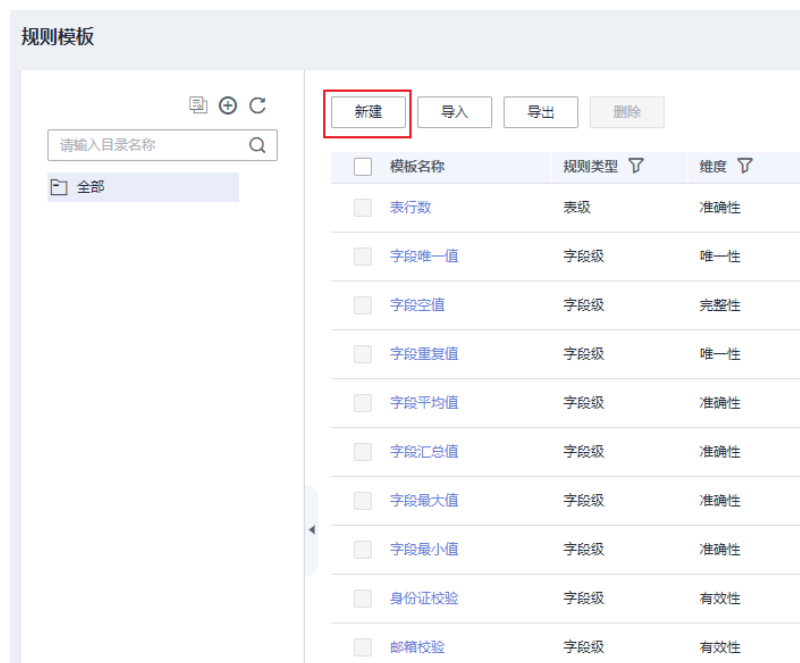 规则模板
请输入目录名称
全部
新建 导入 导出 删除
模板名称 规则类型 维度
表行数 表级 准确性
字段唯一值 字段级 唯一性
字段空值 字段级 完整性
字段重复值 字段级 唯一性
字段平均值 字段级 准确性
字段汇总值 字段级 准确性
字段最大值 字段级 准确性
字段最小值 字段级 准确性
身份证校验 字段级 有效性
邮箱校验 字段级 有效性